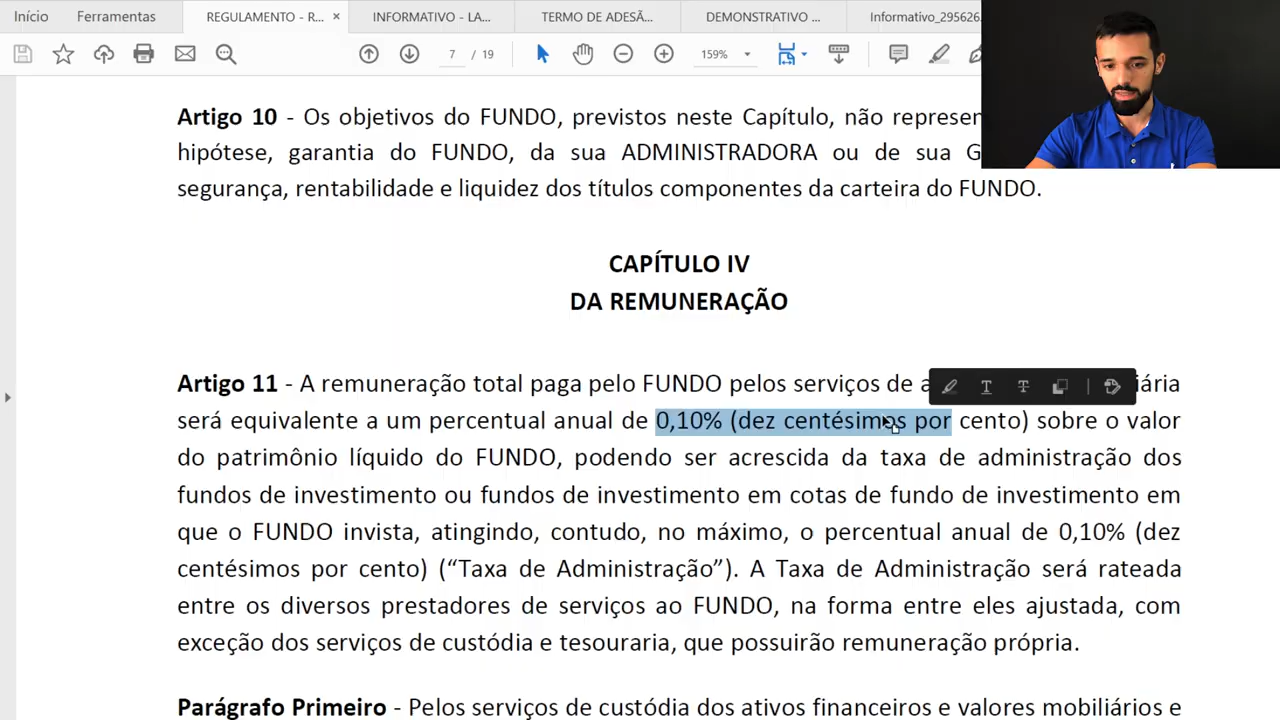 Início Ferramentas REGULAMENTO - R... × INFORMATIVO - LA... TERMO DE ADESÃ... DEMONSTRATIVO ... Informativo_295626.
7 / 19 159%
Artigo 10 - Os objetivos do FUNDO, previstos neste Capítulo, não
hipótese, garantia do FUNDO, da sua ADMINISTRADORA ou de sua
segurança, rentabilidade e liquidez dos títulos componentes da carteira do FUNDO.
CAPÍTULO IV
DA REMUNERAÇÃO
Artigo 11 - A remuneração total paga pelo FUNDO pelos serviços de
será equivalente a um percentual anual de 0,10% (dez centésimos por cento) sobre o valor
do patrimônio líquido do FUNDO, podendo ser acrescida da taxa de administração dos
fundos de investimento ou fundos de investimento em cotas de fundo de investimento em
que o FUNDO invista, atingindo, contudo, no máximo, o percentual anual de 0,10% (dez
centésimos por cento) (“Taxa de Administração”). A Taxa de Administração será rateada
entre os diversos prestadores de serviços ao FUNDO, na forma entre eles ajustada, com
exceção dos serviços de custódia e tesouraria, que possuirão remuneração própria.
Parágrafo Primeiro - Pelos serviços de custódia dos ativos financeiros e valores mobiliários e